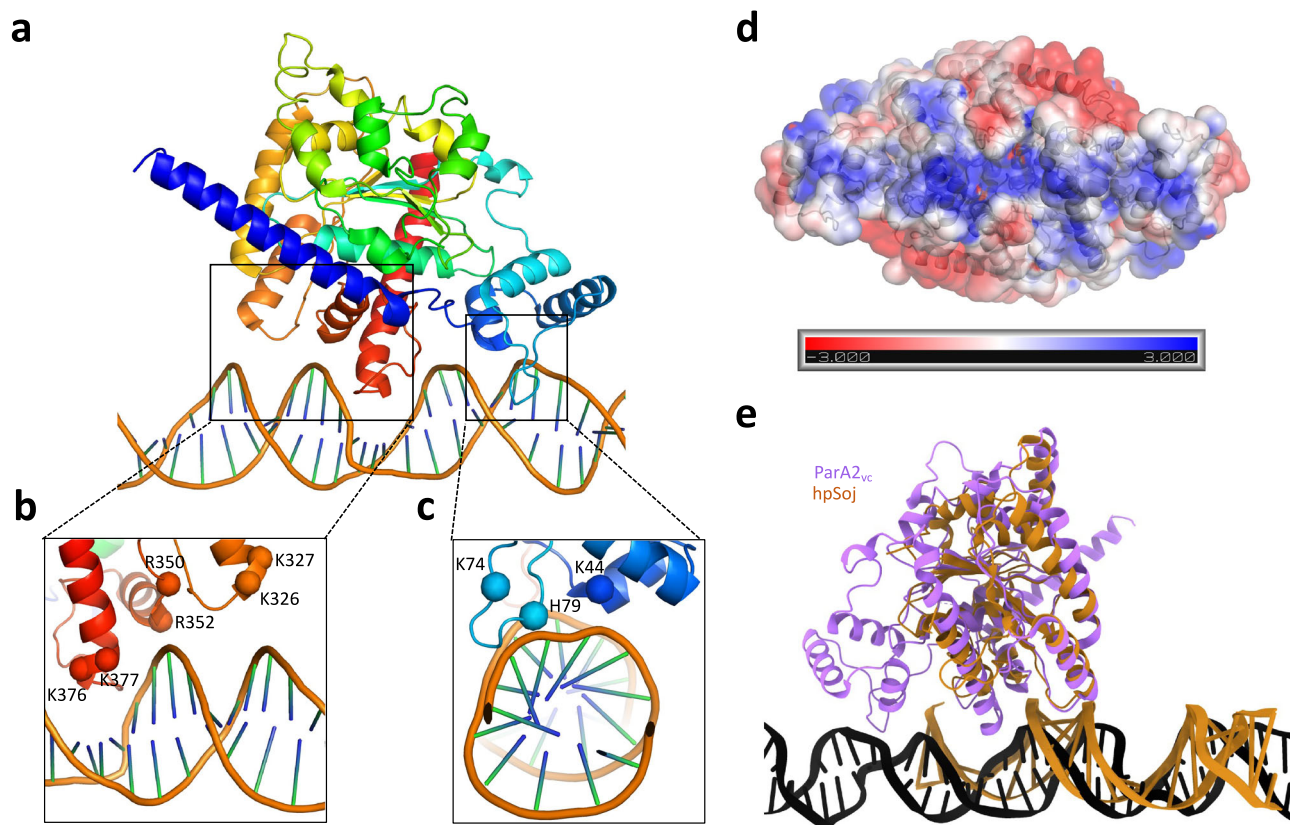 a
d
-3.000 3.000
e
ParA2vc
hpSoj
b
c
R350
K327
K326
R352
K377
K376
K74
K44
H79